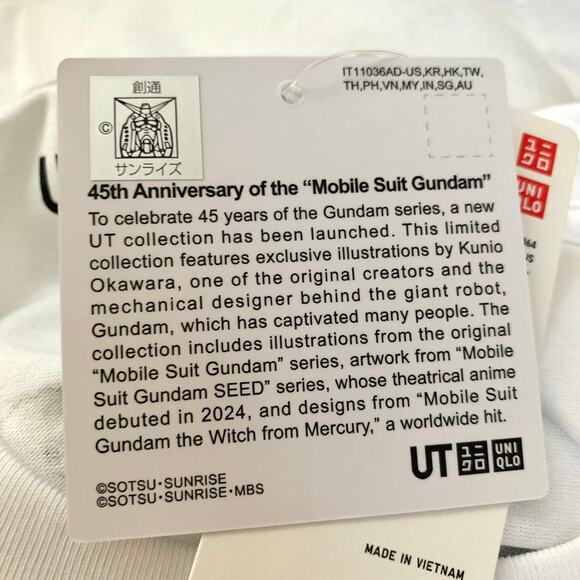 創通
©
サンライズ
IT11036AD-US,KR,HK,TW,
TH,PH,VN,MY,IN,SG,AU
45th Anniversary of the “Mobile Suit Gundam”
To celebrate 45 years of the Gundam series, a new
UT collection has been launched. This limited
collection features exclusive illustrations by Kunio
Okawara, one of the original creators and the
mechanical designer behind the giant robot,
Gundam, which has captivated many people. The
collection includes illustrations from the original
“Mobile Suit Gundam” series, artwork from “Mobile
Suit Gundam SEED” series, whose theatrical anime
debuted in 2024, and designs from “Mobile Suit
Gundam the Witch from Mercury,” a worldwide hit.
©SOTSU・SUNRISE
©SOTSU・SUNRISE・MBS
UT ユニクロ UNIQLO
UT
ユニ
クロ
UNI
QLO
MADE IN VIETNAM